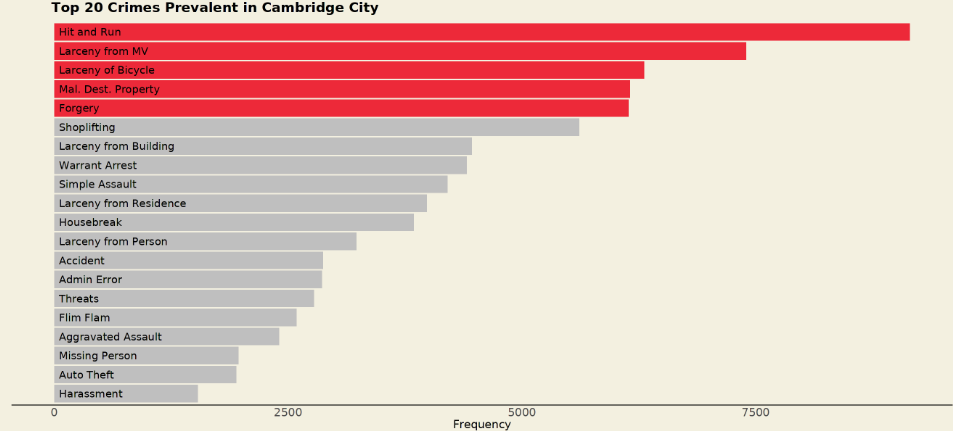 Top 20 Crimes Prevalent in Cambridge City
Hit and Run
Larceny from MV
Larceny of Bicycle
Mal. Dest. Property
Forgery
Shoplifting
Larceny from Building
Warrant Arrest
Simple Assault
Larceny from Residence
Housebreak
Larceny from Person
Accident
Admin Error
Threats
Flim Flam
Aggravated Assault
Missing Person
Auto Theft
Harassment
0 2500 5000 7500
Frequency